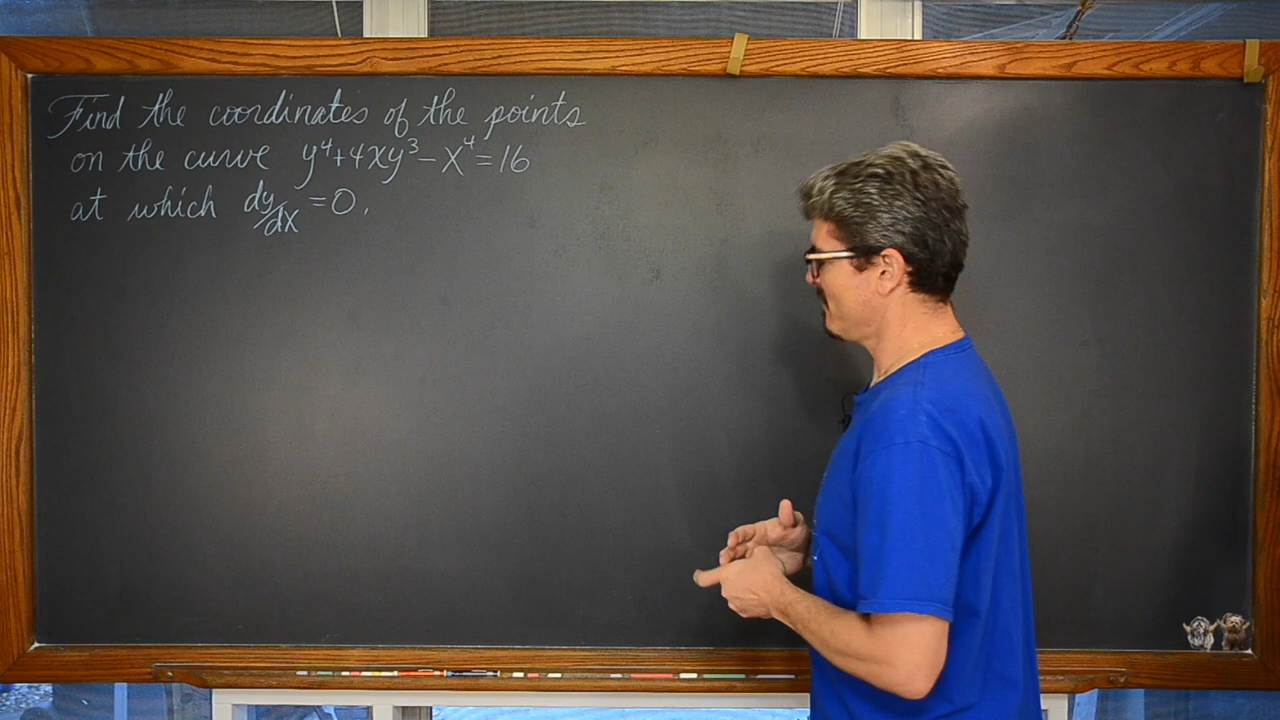 Find the coordinates of the points
on the curve y⁴+4xy³-x⁴=16
at which dy/dx=0.